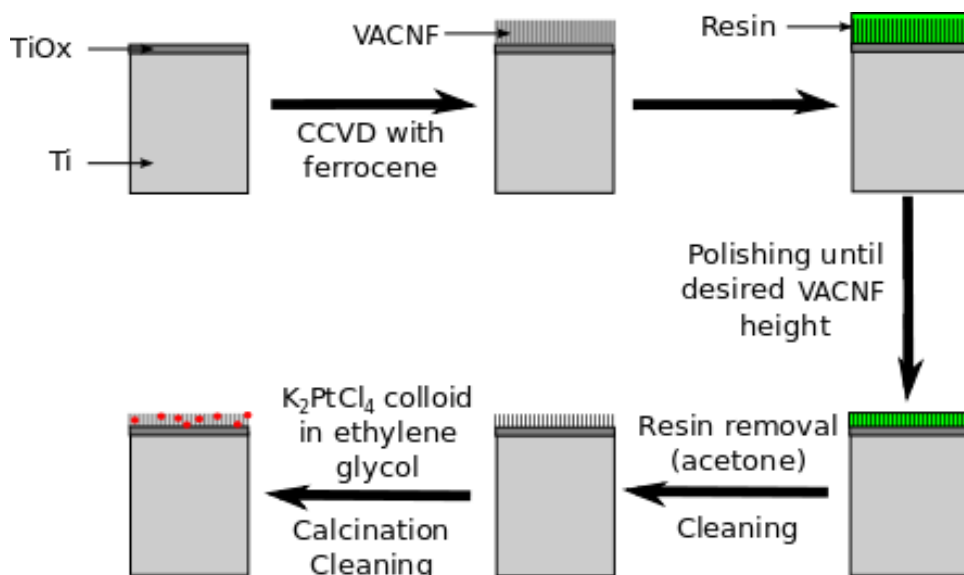 TiOx
Ti
CCVD with
ferrocene
VACNF
Resin
Polishing until
desired VACNF
height
Resin removal
(acetone)
Cleaning
K₂PtCl₄ colloid
in ethylene
glycol
Calcination
Cleaning